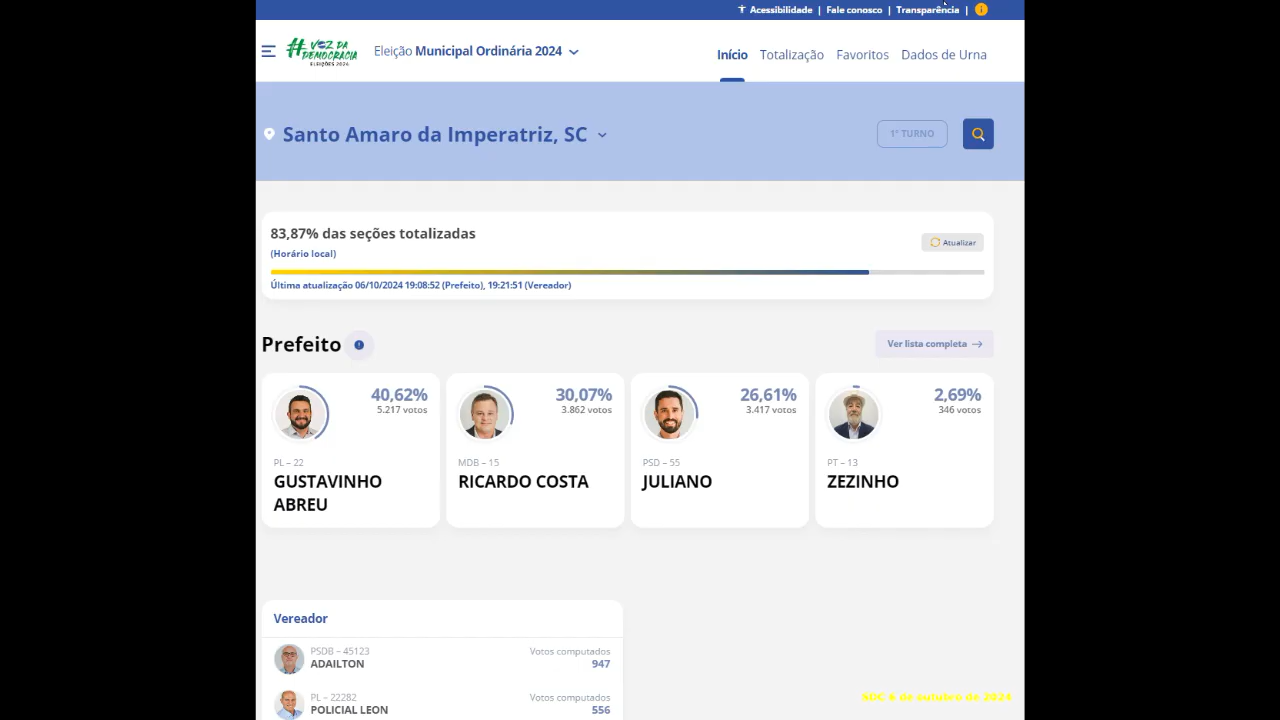 Acessibilidade | Fale conosco | Transparência |
# VOZ DA DEMOCRACIA
ELEIÇÕES 2024
Eleição Municipal Ordinária 2024
Início Totalização Favoritos Dados de Urna
Santo Amaro da Imperatriz, SC
1º TURNO
83,87% das seções totalizadas
Atualizar
(Horário local)
Última atualização 06/10/2024 19:08:52 (Prefeito), 19:21:51 (Vereador)
Prefeito
Ver lista completa →
40,62%
5.217 votos
PL – 22
GUSTAVINHO
ABREU
30,07%
3.862 votos
MDB – 15
RICARDO COSTA
26,61%
3.417 votos
PSD – 55
JULIANO
2,69%
346 votos
PT – 13
ZEZINHO
Vereador
PSDB – 45123 Votos computados
ADAILTON 947
PL – 22282 Votos computados
POLICIAL LEON 556
SDC 6 de outubro de 2024